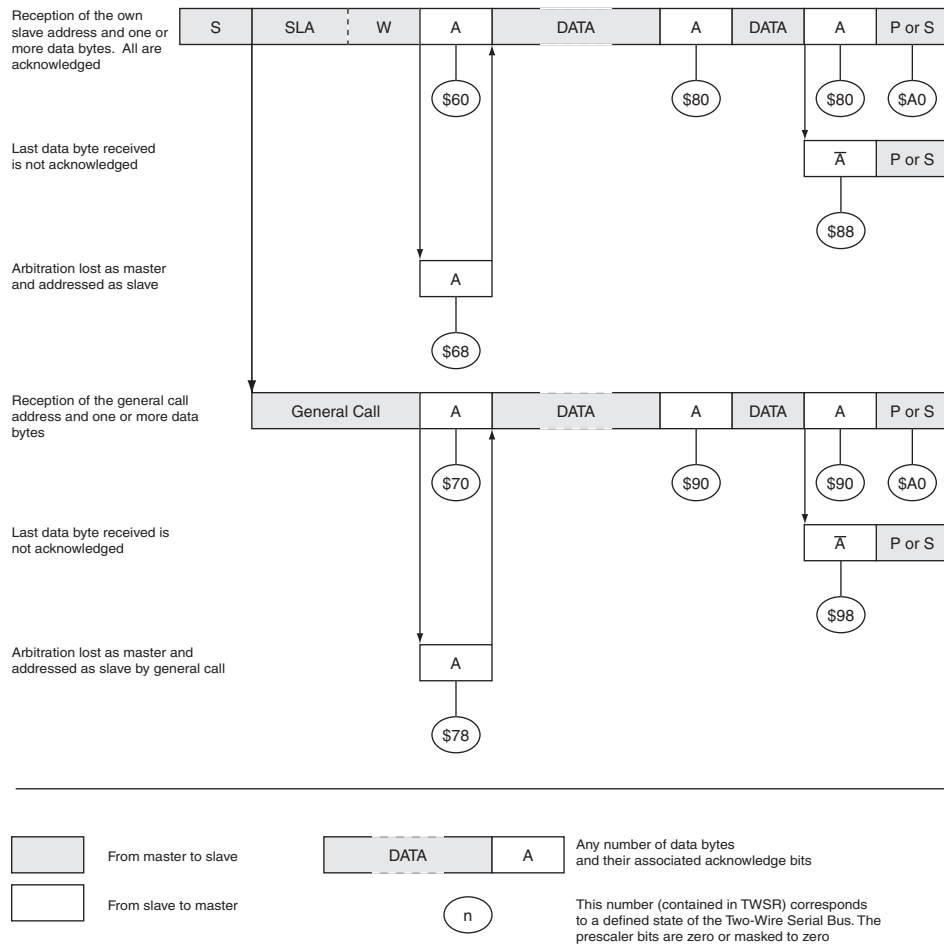 Reception of the own
slave address and one or
more data bytes. All are
acknowledged
S SLA W A DATA A DATA A P or S
$60 $80 $80 $A0
Last data byte received
is not acknowledged
A̅ P or S
$88
Arbitration lost as master
and addressed as slave
A
$68
Reception of the general call
address and one or more data
bytes
General Call A DATA A DATA A P or S
$70 $90 $90 $A0
Last data byte received is
not acknowledged
A̅ P or S
$98
Arbitration lost as master and
addressed as slave by general call
A
$78
From master to slave
DATA A
Any number of data bytes
and their associated acknowledge bits
From slave to master
n
This number (contained in TWSR) corresponds
to a defined state of the Two-Wire Serial Bus. The
prescaler bits are zero or masked to zero